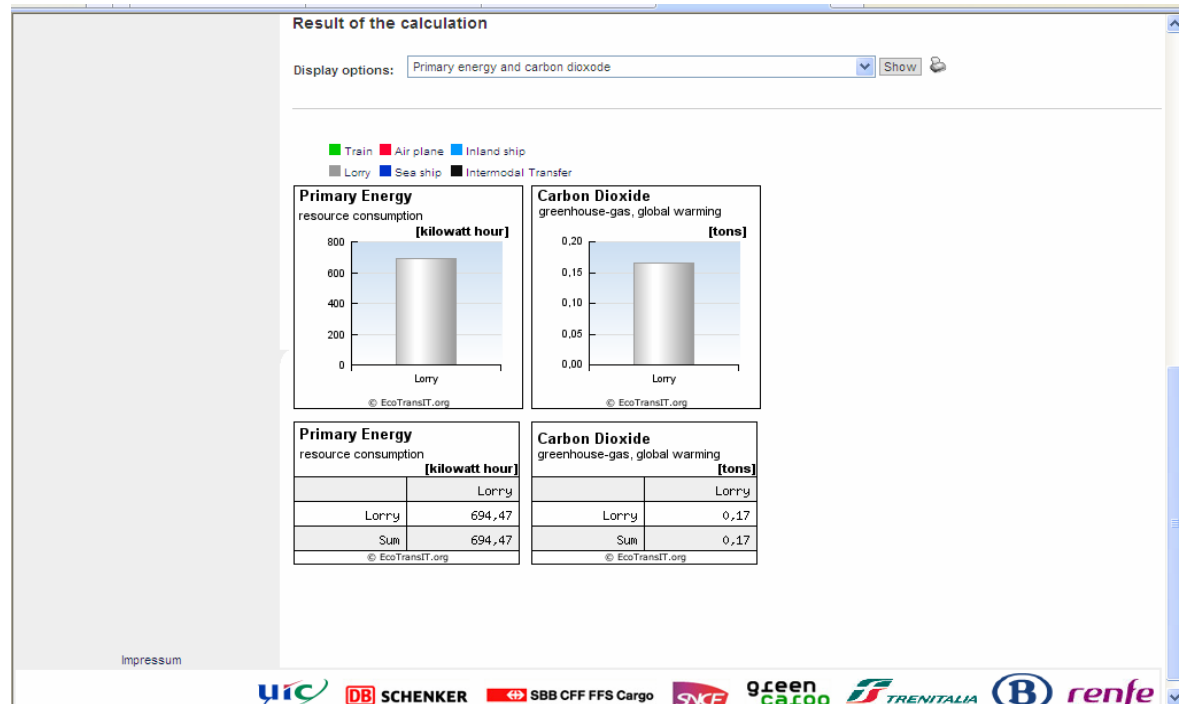 Result of the calculation
Display options: Primary energy and carbon dioxode Show
Train Air plane Inland ship
Lorry Sea ship Intermodal Transfer
Primary Energy
resource consumption
[kilowatt hour]
800
600
400
200
0
Lorry
© EcoTransIT.org
Carbon Dioxide
greenhouse-gas, global warming
[tons]
0,20
0,15
0,10
0,05
0,00
Lorry
© EcoTransIT.org
Primary Energy
resource consumption
[kilowatt hour]
Lorry
Lorry 694,47
Sum 694,47
© EcoTransIT.org
Carbon Dioxide
greenhouse-gas, global warming
[tons]
Lorry
Lorry 0,17
Sum 0,17
© EcoTransIT.org
Impressum
uic DB SCHENKER SBB CFF FFS Cargo SNCF green cargo TRENITALIA B renfe